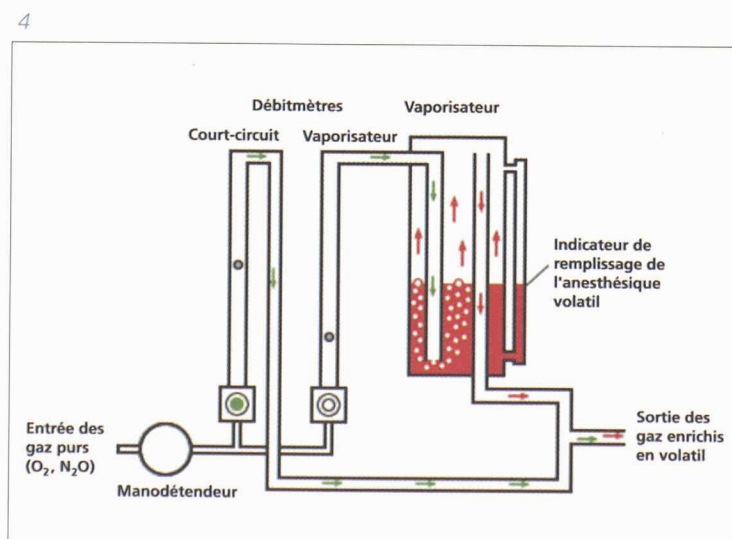 4
Débitmètres
Vaporisateur
Court-circuit
Vaporisateur
Indicateur de
remplissage de
l'anesthésique
volatil
Entrée des
gaz purs
(O₂, N₂O)
Manodétendeur
Sortie des
gaz enrichis
en volatil